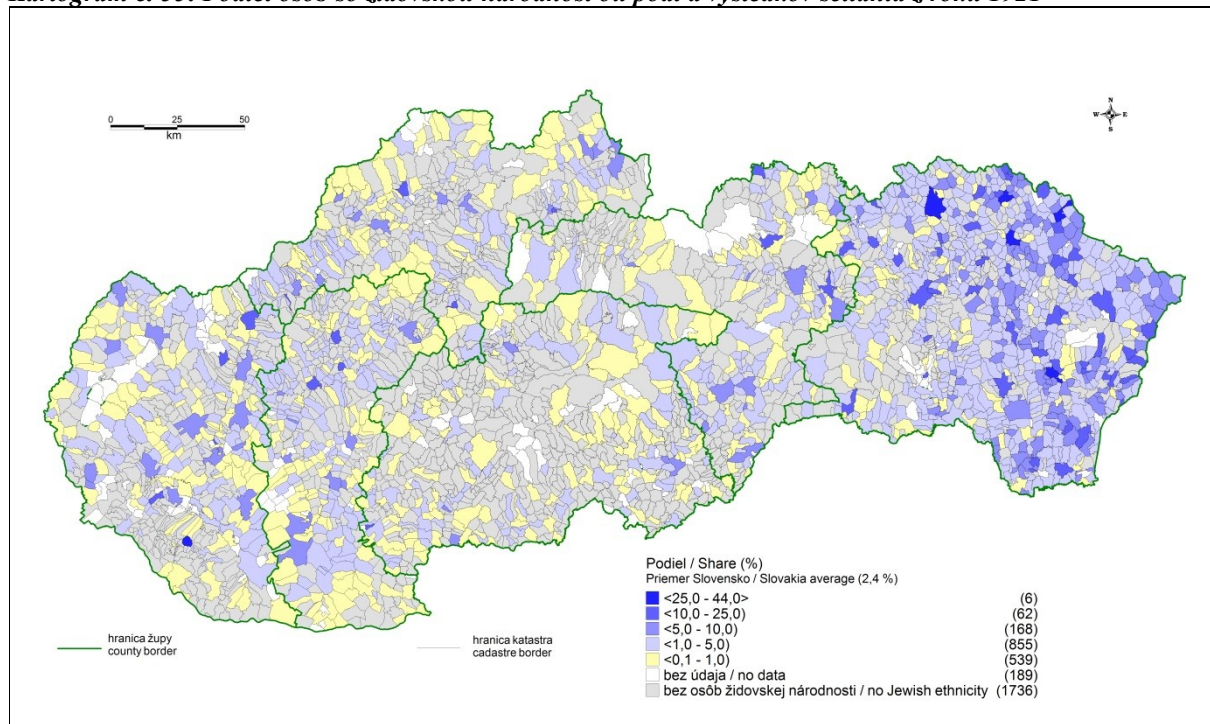 0 25 50
km
N
W E
S
Podiel / Share (%)
Priemer Slovensko / Slovakia average (2,4 %)
<25,0 - 44,0> (6)
<10,0 - 25,0) (62)
<5,0 - 10,0) (168)
<1,0 - 5,0) (855)
<0,1 - 1,0) (539)
bez údaja / no data (189)
bez osôb židovskej národnosti / no Jewish ethnicity (1736)
hranica župy
county border
hranica katastra
cadastre border